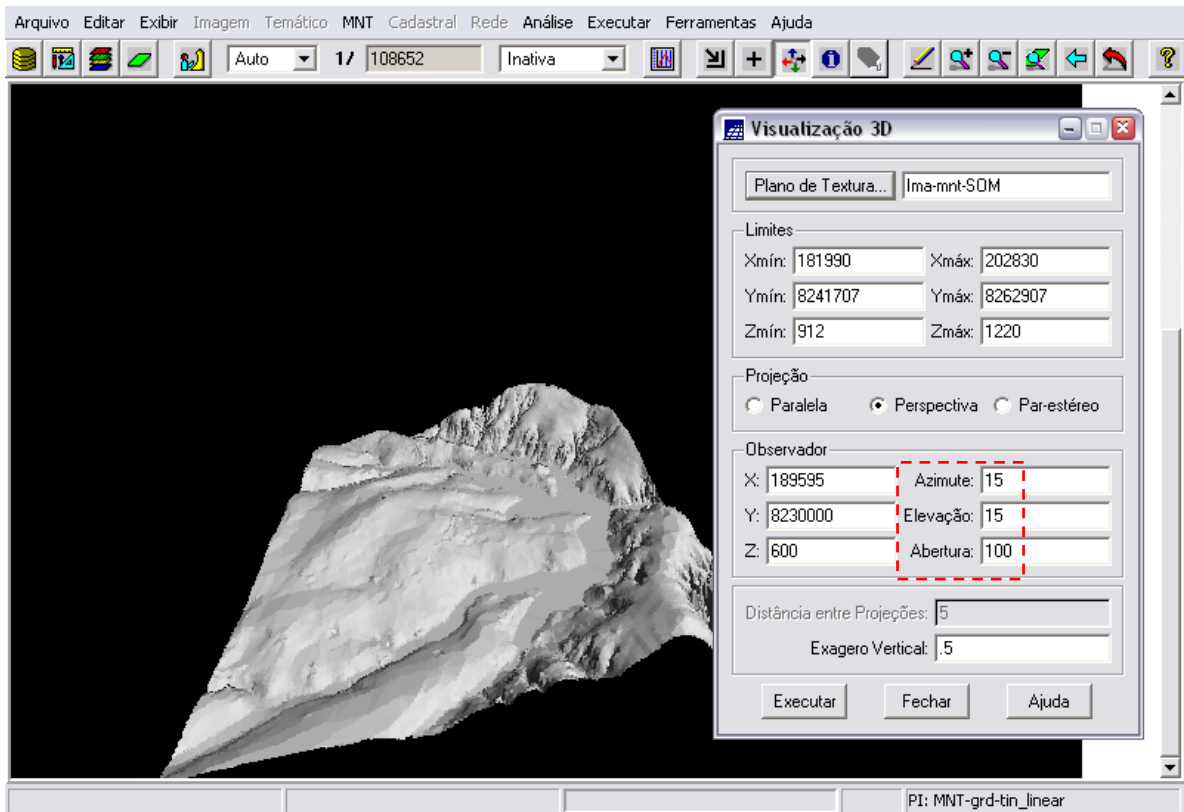 Arquivo Editar Exibir Imagem Temático MNT Cadastral Rede Análise Executar Ferramentas Ajuda
Auto 1/ 108652 Inativa
Visualização 3D
Plano de Textura... Ima-mnt-SOM
Limites
Xmín: 181990 Xmáx: 202830
Ymín: 8241707 Ymáx: 8262907
Zmín: 912 Zmáx: 1220
Projeção
Paralela Perspectiva Par-estéreo
Observador
X: 189595 Azimute: 15
Y: 8230000 Elevação: 15
Z: 600 Abertura: 100
Distância entre Projeções: 5
Exagero Vertical: .5
Executar Fechar Ajuda
PI: MNT-grd-tin_linear